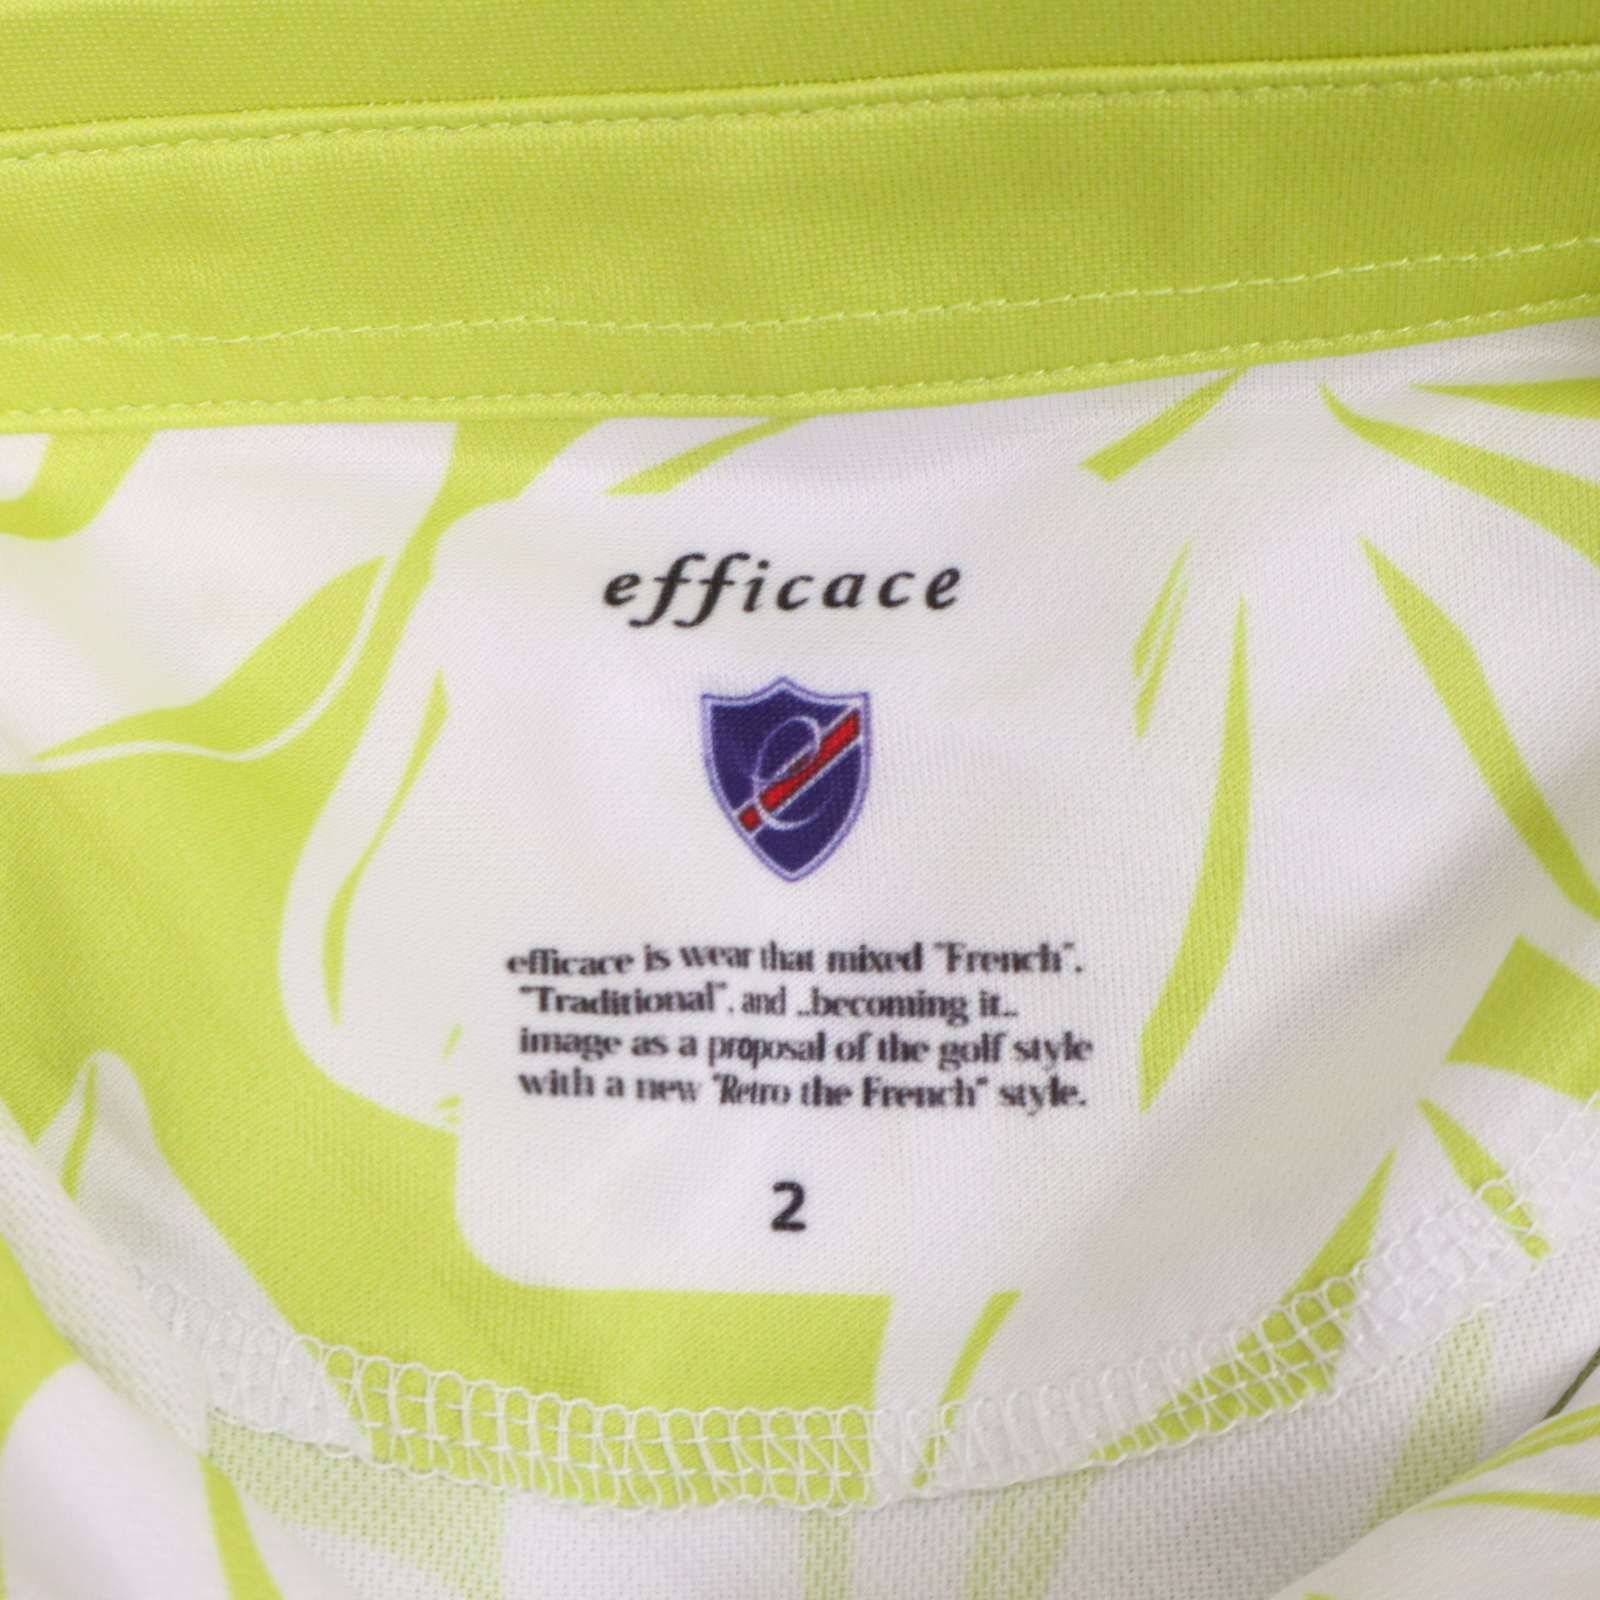 efficace
e
efficace is wear that mixed "French".
"Traditional". and ..becoming it..
image as a proposal of the golf style
with a new "Retro the French" style.
2